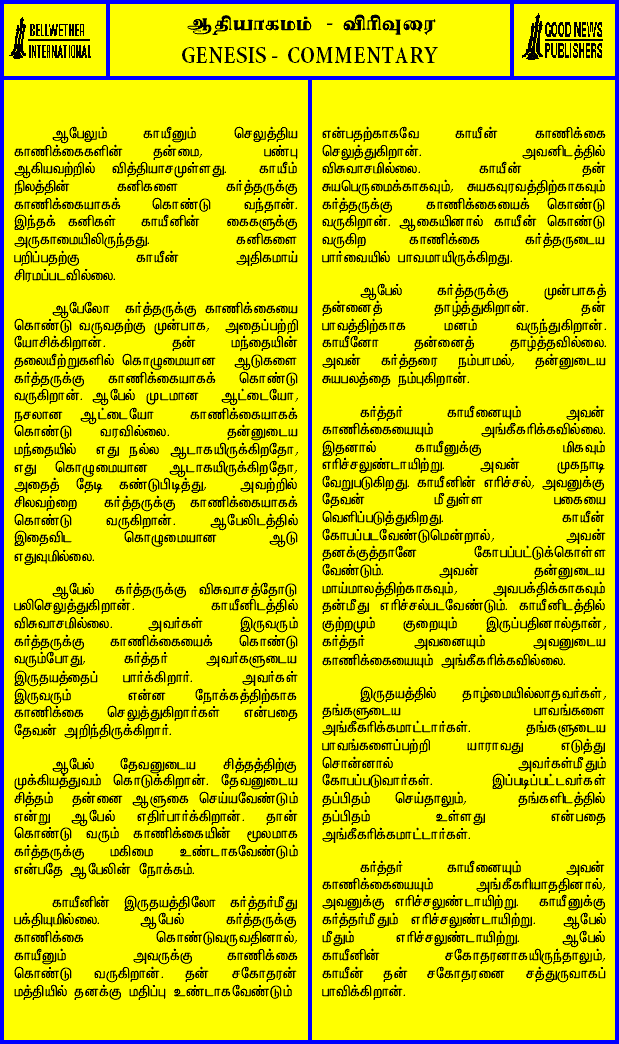 BELLWETHER
INTERNATIONAL
ஆதியாகமம் - விரிவுரை
GENESIS - COMMENTARY
GOOD NEWS
PUBLISHERS
ஆபேலும் காயீனும் செலுத்திய
காணிக்கைகளின் தன்மை, பண்பு
ஆகியவற்றில் வித்தியாசமுள்ளது. காயீம்
நிலத்தின் கனிகளை கர்த்தருக்கு
காணிக்கையாகக் கொண்டு வந்தான்.
இந்தக் கனிகள் காயீனின் கைகளுக்கு
அருகாமையிலிருந்தது. கனிகளை
பறிப்பதற்கு காயீன் அதிகமாய்
சிரமப்படவில்லை.
ஆபேலோ கர்த்தருக்கு காணிக்கையை
கொண்டு வருவதற்கு முன்பாக, அதைப்பற்றி
யோசிக்கிறான். தன் மந்தையின்
தலையீற்றுகளில் கொழுமையான ஆடுகளை
கர்த்தருக்கு காணிக்கையாகக் கொண்டு
வருகிறான். ஆபேல் முடமான ஆட்டையோ,
நசலான ஆட்டையோ காணிக்கையாகக்
கொண்டு வரவில்லை. தன்னுடைய
மந்தையில் எது நல்ல ஆடாகயிருக்கிறதோ,
எது கொழுமையான ஆடாகயிருக்கிறதோ,
அதைத் தேடி கண்டுபிடித்து, அவற்றில்
சிலவற்றை கர்த்தருக்கு காணிக்கையாகக்
கொண்டு வருகிறான். ஆபேலிடத்தில்
இதைவிட கொழுமையான ஆடு
எதுவுமில்லை.
ஆபேல் கர்த்தருக்கு விசுவாசத்தோடு
பலிசெலுத்துகிறான். காயீனிடத்தில்
விசுவாசமில்லை. அவர்கள் இருவரும்
கர்த்தருக்கு காணிக்கையைக் கொண்டு
வரும்போது, கர்த்தர் அவர்களுடைய
இருதயத்தைப் பார்க்கிறார். அவர்கள்
இருவரும் என்ன நோக்கத்திற்காக
காணிக்கை செலுத்துகிறார்கள் என்பதை
தேவன் அறிந்திருக்கிறார்.
ஆபேல் தேவனுடைய சித்தத்திற்கு
முக்கியத்துவம் கொடுக்கிறான். தேவனுடைய
சித்தம் தன்னை ஆளுகை செய்யவேண்டும்
என்று ஆபேல் எதிர்பார்க்கிறான். தான்
கொண்டு வரும் காணிக்கையின் மூலமாக
கர்த்தருக்கு மகிமை உண்டாகவேண்டும்
என்பதே ஆபேலின் நோக்கம்.
காயீனின் இருதயத்திலோ கர்த்தர்மீது
பக்தியுமில்லை. ஆபேல் கர்த்தருக்கு
காணிக்கை கொண்டுவருவதினால்,
காயீனும் அவருக்கு காணிக்கை
கொண்டு வருகிறான். தன் சகோதரன்
மத்தியில் தனக்கு மதிப்பு உண்டாகவேண்டும்
என்பதற்காகவே காயீன் காணிக்கை
செலுத்துகிறான். அவனிடத்தில்
விசுவாசமில்லை. காயீன் தன்
சுயபெருமைக்காகவும், சுயகவுரவத்திற்காகவும்
கர்த்தருக்கு காணிக்கையைக் கொண்டு
வருகிறான். ஆகையினால் காயீன் கொண்டு
வருகிற காணிக்கை கர்த்தருடைய
பார்வையில் பாவமாயிருக்கிறது.
ஆபேல் கர்த்தருக்கு முன்பாகத்
தன்னைத் தாழ்த்துகிறான். தன்
பாவத்திற்காக மனம் வருந்துகிறான்.
காயீனோ தன்னைத் தாழ்த்தவில்லை.
அவன் கர்த்தரை நம்பாமல், தன்னுடைய
சுயபலத்தை நம்புகிறான்.
கர்த்தர் காயீனையும் அவன்
காணிக்கையையும் அங்கீகரிக்கவில்லை.
இதனால் காயீனுக்கு மிகவும்
எரிச்சலுண்டாயிற்று. அவன் முகநாடி
வேறுபடுகிறது. காயீனின் எரிச்சல், அவனுக்கு
தேவன் மீதுள்ள பகையை
வெளிப்படுத்துகிறது. காயீன்
கோபப்படவேண்டுமென்றால், அவன்
தனக்குத்தானே கோபப்பட்டுக்கொள்ள
வேண்டும். அவன் தன்னுடைய
மாய்மாலத்திற்காகவும், அவபக்திக்காகவும்
தன்மீது எரிச்சல்படவேண்டும். காயீனிடத்தில்
குற்றமும் குறையும் இருப்பதினால்தான்,
கர்த்தர் அவனையும் அவனுடைய
காணிக்கையையும் அங்கீகரிக்கவில்லை.
இருதயத்தில் தாழ்மையில்லாதவர்கள்,
தங்களுடைய பாவங்களை
அங்கீகரிக்கமாட்டார்கள். தங்களுடைய
பாவங்களைப்பற்றி யாராவது எடுத்து
சொன்னால் அவர்கள்மீதும்
கோபப்படுவார்கள். இப்படிப்பட்டவர்கள்
தப்பிதம் செய்தாலும், தங்களிடத்தில்
தப்பிதம் உள்ளது என்பதை
அங்கீகரிக்கமாட்டார்கள்.
கர்த்தர் காயீனையும் அவன்
காணிக்கையையும் அங்கீகரியாததினால்,
அவனுக்கு எரிச்சலுண்டாயிற்று. காயீனுக்கு
கர்த்தர்மீதும் எரிச்சலுண்டாயிற்று. ஆபேல்
மீதும் எரிச்சலுண்டாயிற்று. ஆபேல்
காயீனின் சகோதரனாகயிருந்தாலும்,
காயீன் தன் சகோதரனை சத்துருவாகப்
பாவிக்கிறான்.